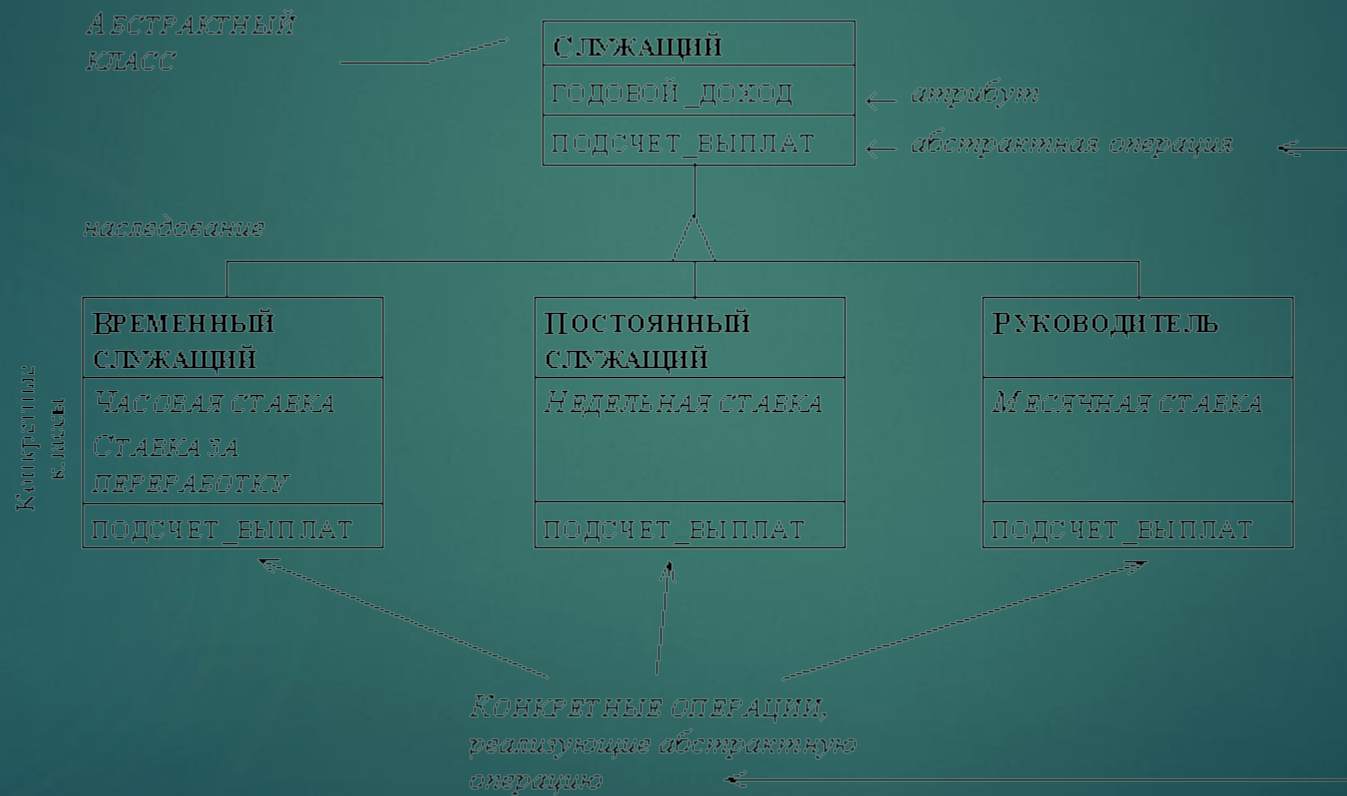 Абстрактный
класс
Служащий
годовой_доход
← атрибут
подсчет_выплат
← абстрактная операция
наследование
Временный
служащий
Постоянный
служащий
Руководитель
Конкретные
классы
Часовая ставка
Ставка за
переработку
Недельная ставка
Месячная ставка
подсчет_выплат
подсчет_выплат
подсчет_выплат
Конкретные операции,
реализующие абстрактную
операцию